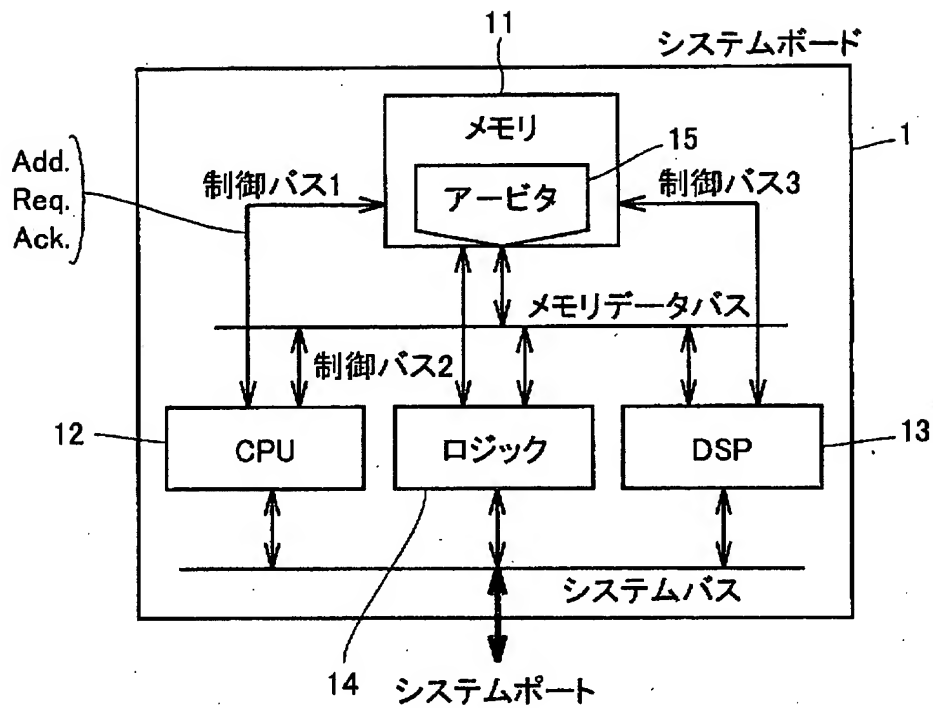 11
システムボード
メモリ
15
1
Add.
Req.
Ack.
制御バス1
アービタ
制御バス3
メモリデータバス
制御バス2
12
CPU
ロジック
DSP
13
システムバス
14
システムポート